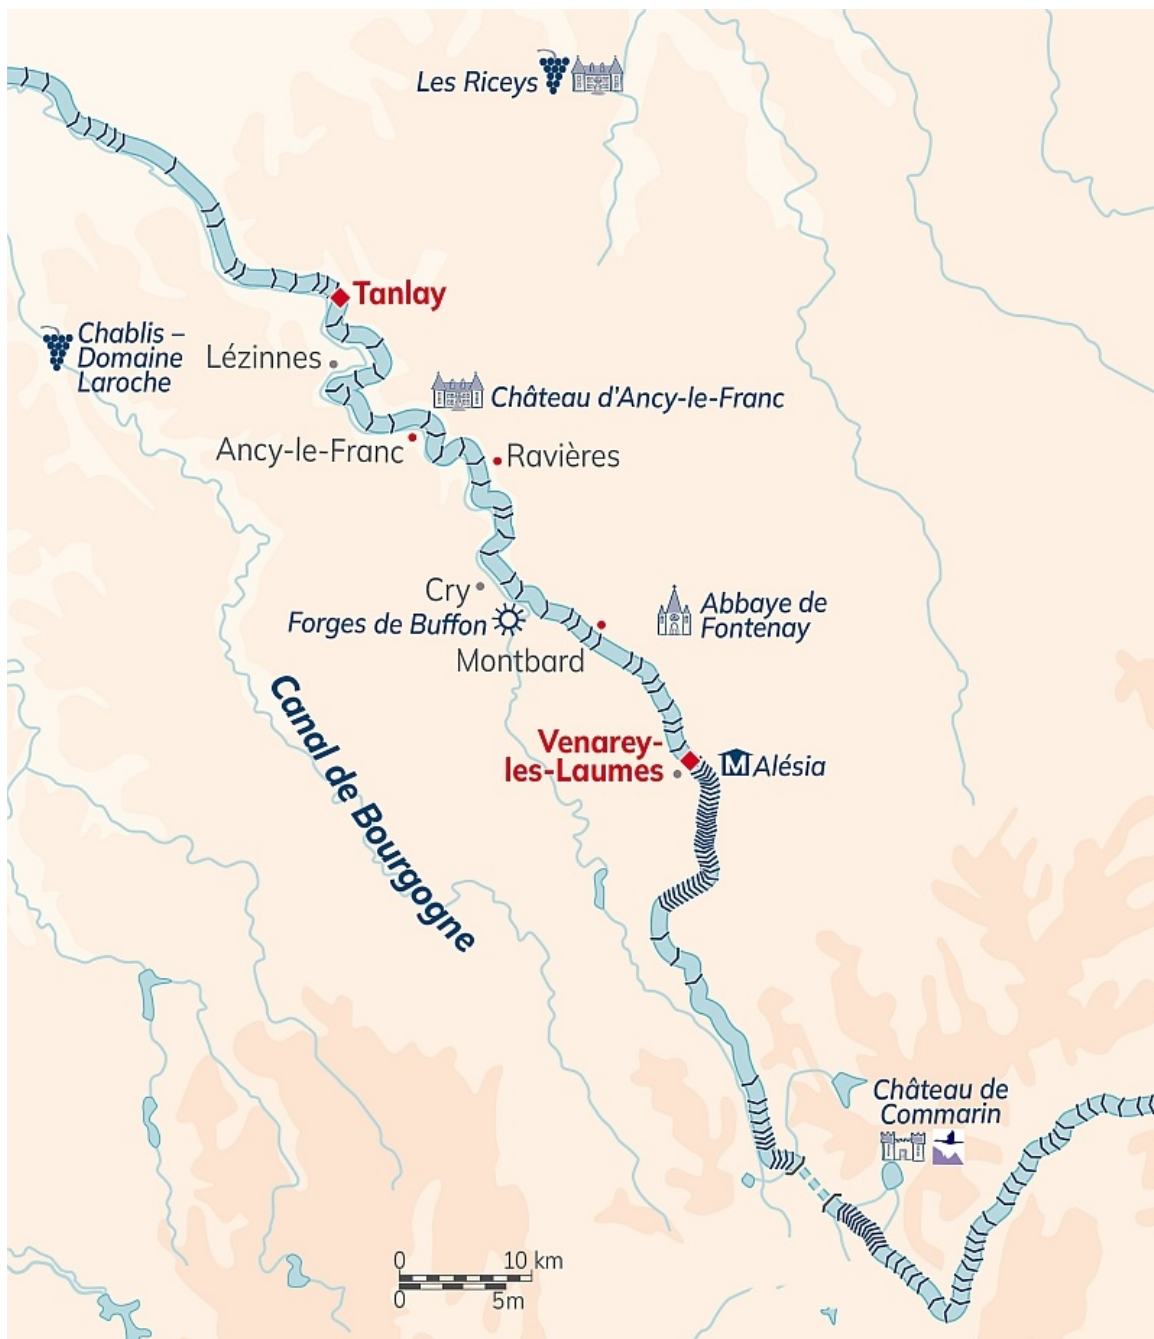 Les Riceys
Tanlay
Chablis –
Domaine
Laroche
Lézinnes
Château d'Ancy-le-Franc
Ancy-le-Franc
Ravières
Cry
Forges de Buffon
Abbaye de
Fontenay
Montbard
Canal de Bourgogne
Venarey-
les-Laumes
M
Alésia
Château de
Commarin
0 10 km
0 5m